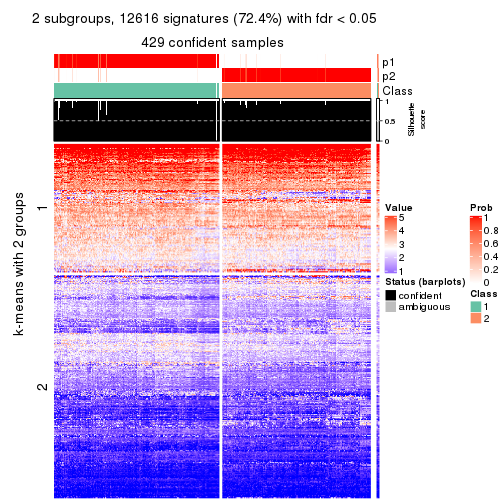 2 subgroups, 12616 signatures (72.4%) with fdr < 0.05
429 confident samples
p1
p2
Class
1
0.5
0
Silhouette
score
k-means with 2 groups
1
2
Value
5
4
3
2
1
Status (barplots)
confident
ambiguous
Prob
1
0.8
0.6
0.4
0.2
0
Class
1
2